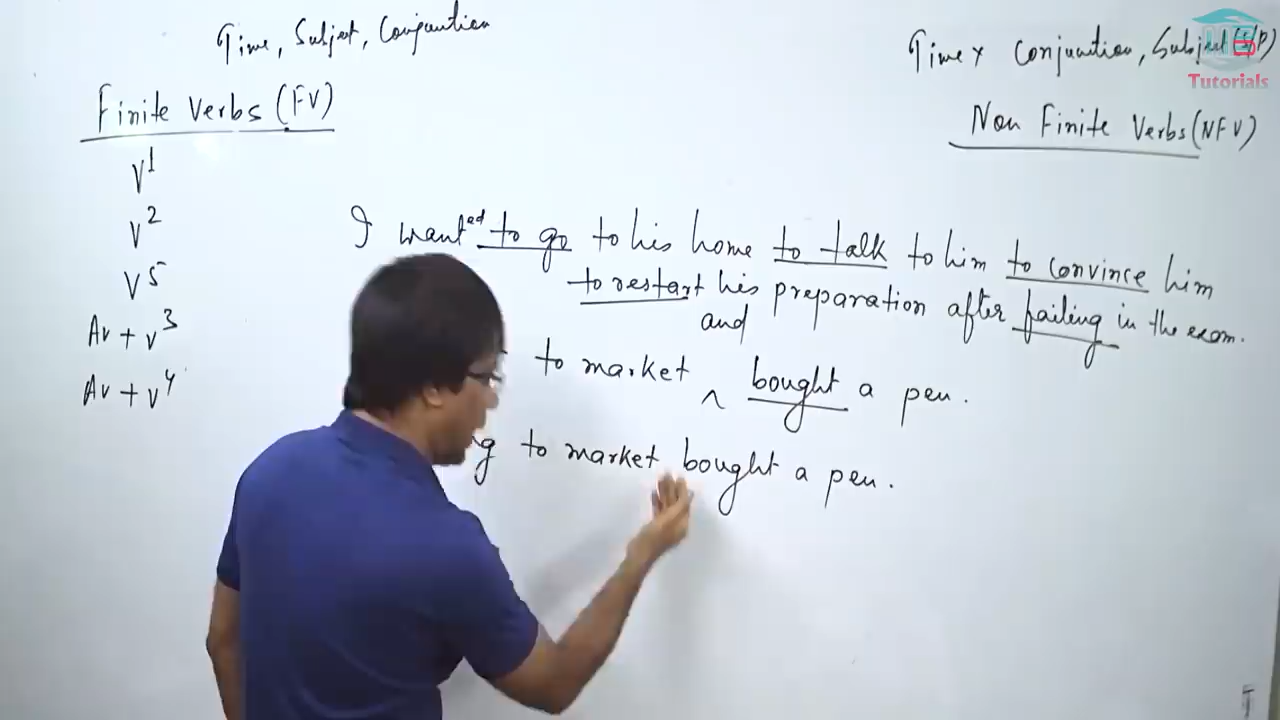 Time, Subject, Conjunction
Time x Conjunction, Subject (S/P)
Tutorials
Finite Verbs (FV)
Non Finite Verbs (NFV)
V1
V2
V5
Av + v3
Av + v4
I wanted to go to his home to talk to him to convince him
to restart his preparation after failing in the exam.
and
to market ^ bought a pen.
g to market bought a pen.